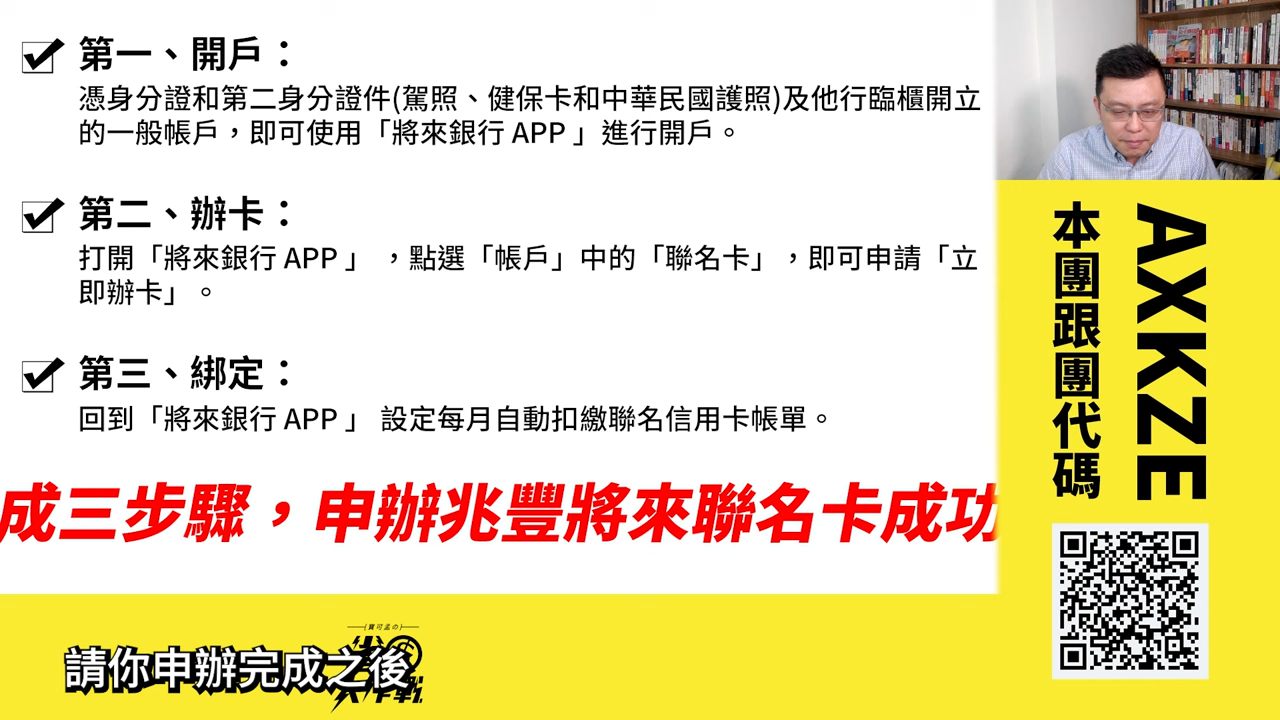 第一、開戶：
憑身分證和第二身分證件(駕照、健保卡和中華民國護照)及他行臨櫃開立
的一般帳戶，即可使用「將來銀行 APP 」進行開戶。
第二、辦卡：
打開「將來銀行 APP 」 ，點選「帳戶」中的「聯名卡」，即可申請「立
即辦卡」。
第三、綁定：
回到「將來銀行 APP 」 設定每月自動扣繳聯名信用卡帳單。
成三步驟，申辦兆豐將來聯名卡成功
AXKZE
本團跟團代碼
請你申辦完成之後